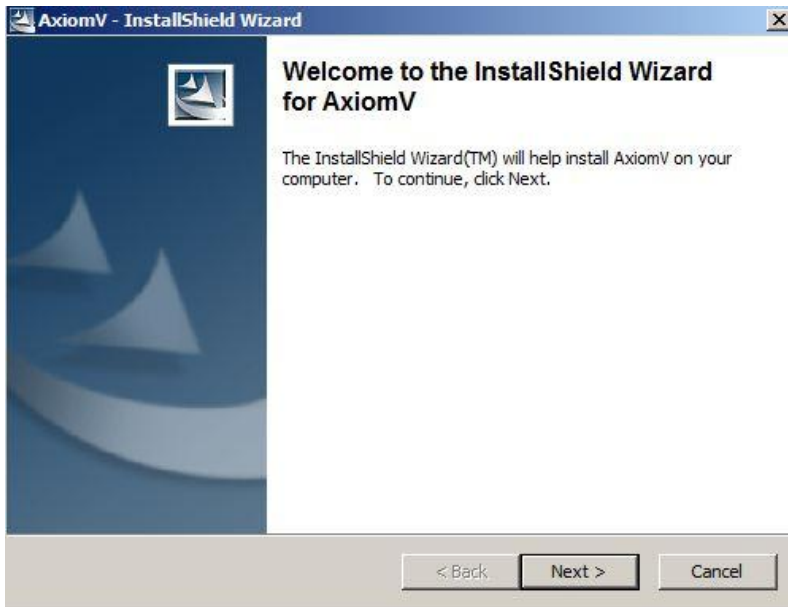 AxiomV - InstallShield Wizard
Welcome to the InstallShield Wizard
for AxiomV
The InstallShield Wizard(TM) will help install AxiomV on your
computer. To continue, click Next.
< Back Next > Cancel